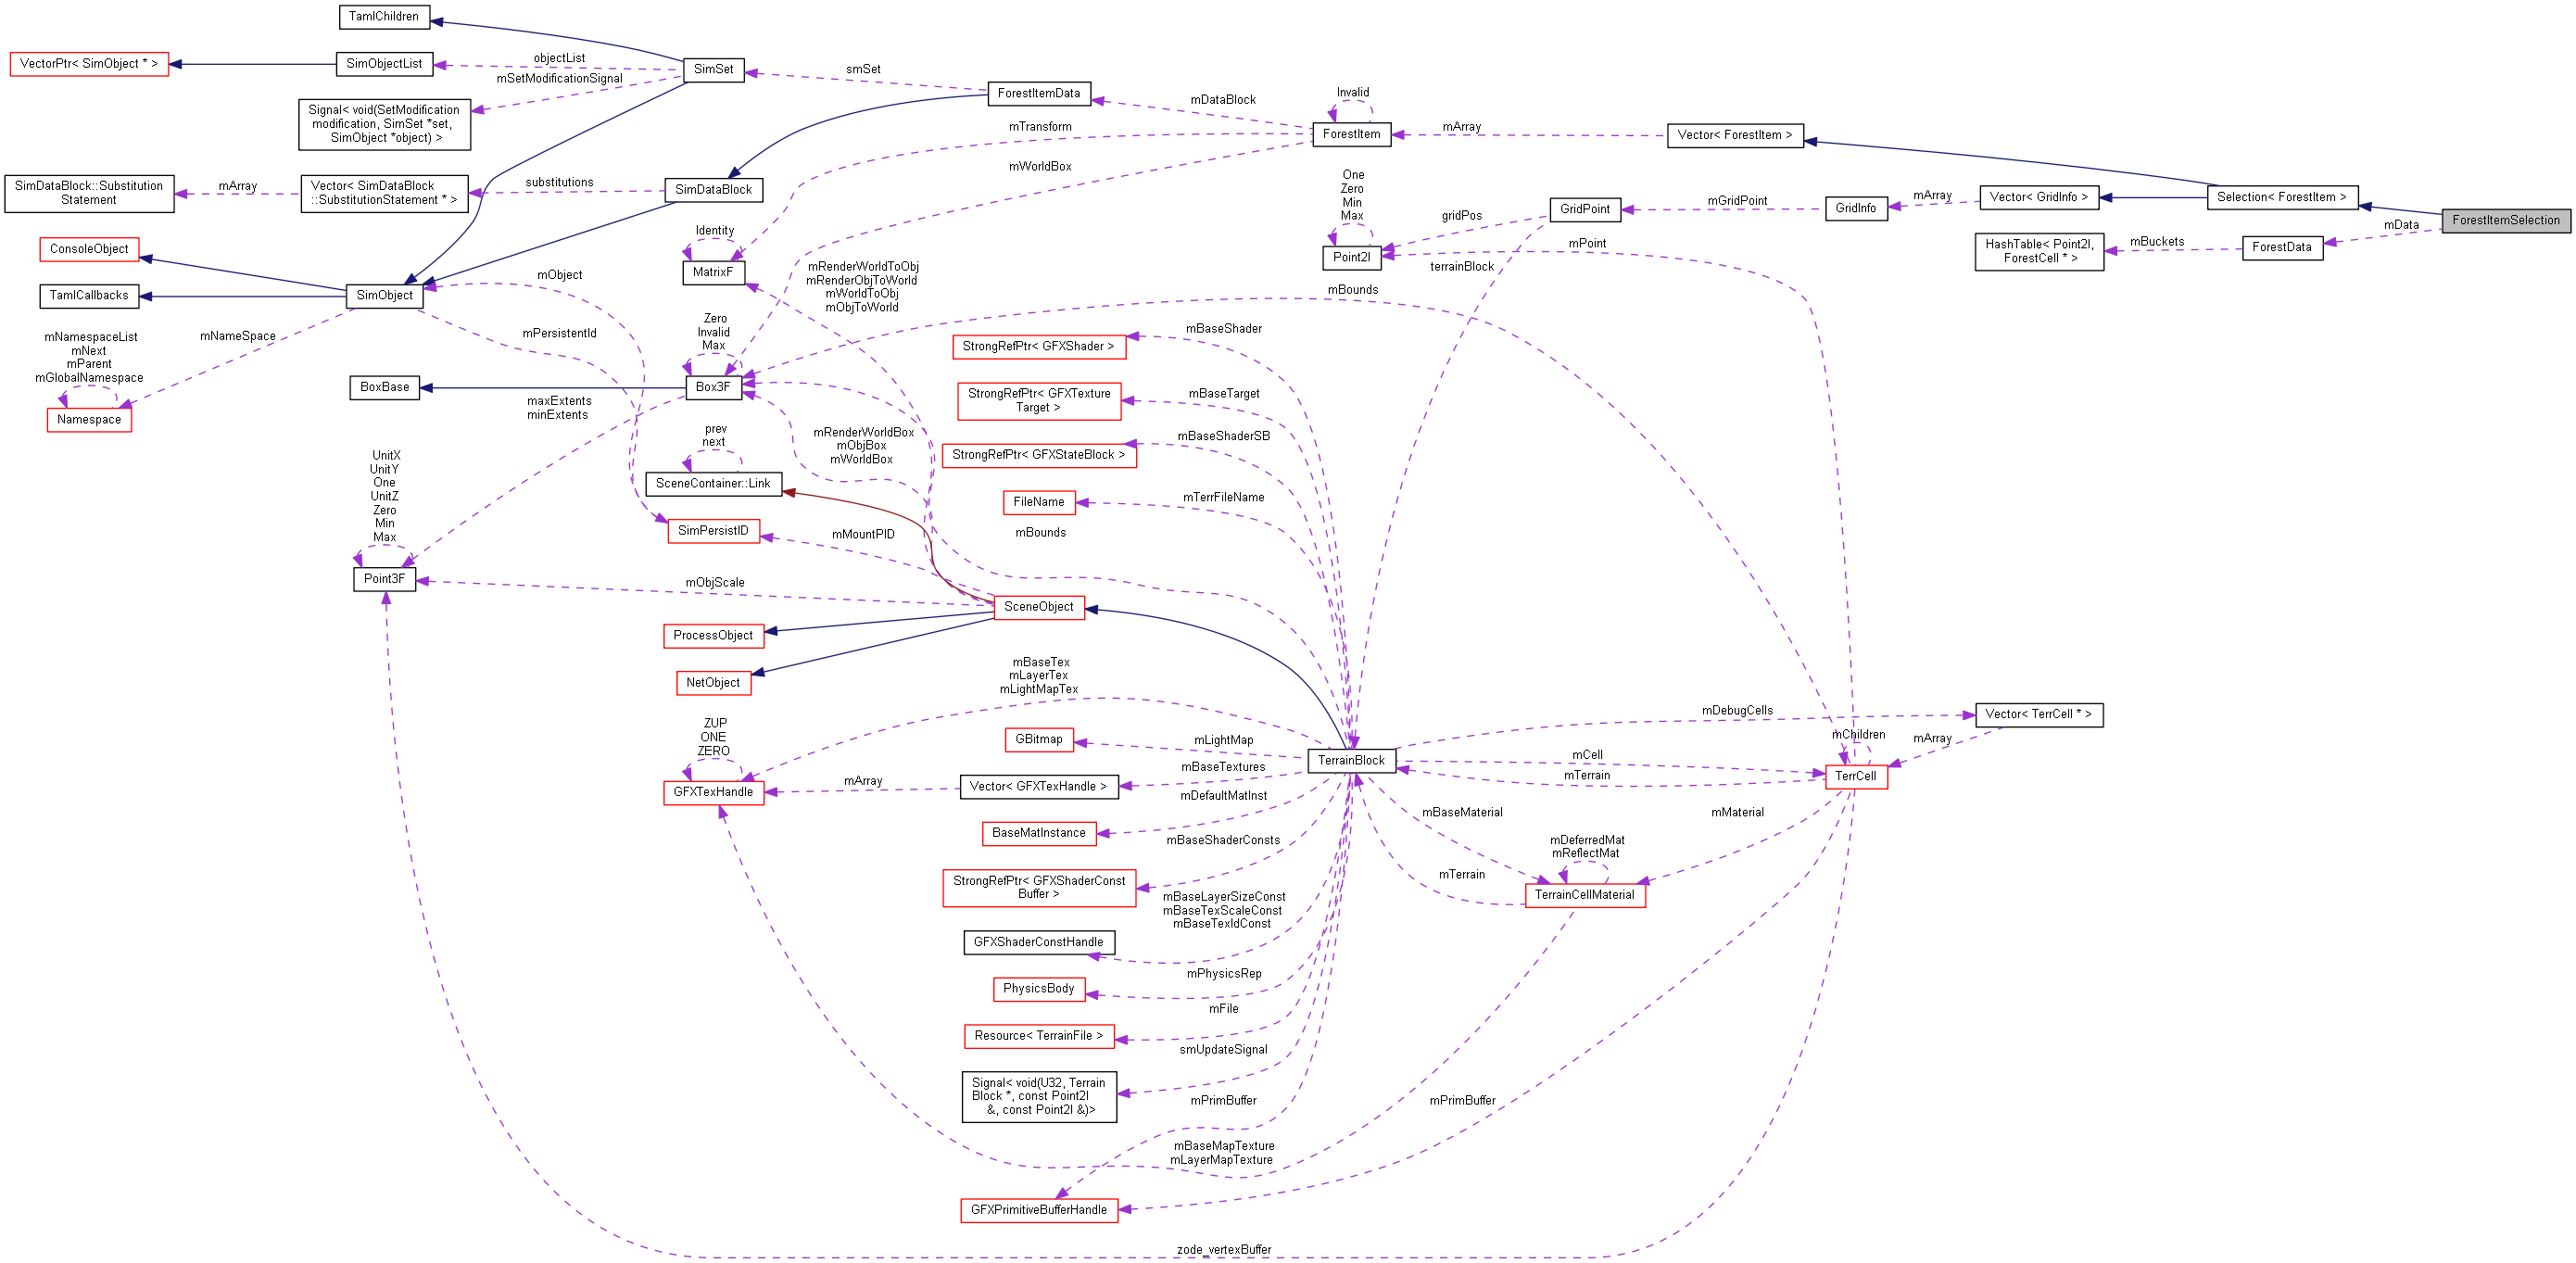 TamlChildren
VectorPtr< SimObject * >
SimObjectList
objectList
mSetModificationSignal
SimSet
smSet
Signal< void(SetModification
modification, SimSet *set,
SimObject *object) >
ForestItemData
mDataBlock
mTransform
mWorldBox
Invalid
ForestItem
mArray
Vector< ForestItem >
SimDataBlock::Substitution
Statement
mArray
Vector< SimDataBlock
::SubstitutionStatement * >
substitutions
SimDataBlock
One
Zero
Min
Max
Point2I
gridPos
mPoint
terrainBlock
GridPoint
mGridPoint
GridInfo
mArray
Vector< GridInfo >
Selection< ForestItem >
ForestItemSelection
mData
ForestData
mBuckets
HashTable< Point2I,
ForestCell * >
ConsoleObject
TamlCallbacks
SimObject
mObject
Identity
MatrixF
mRenderWorldToObj
mRenderObjToWorld
mWorldToObj
mObjToWorld
mBounds
mNameSpace
mPersistentId
mNamespaceList
mNext
mParent
mGlobalNamespace
Namespace
Zero
Invalid
Max
Box3F
BoxBase
maxExtents
minExtents
mBaseShader
StrongRefPtr< GFXShader >
StrongRefPtr< GFXTexture
Target >
mBaseTarget
mBaseShaderSB
StrongRefPtr< GFXStateBlock >
FileName
mTerrFileName
mBounds
mRenderWorldBox
mObjBox
mWorldBox
prev
next
SceneContainer::Link
UnitX
UnitY
One
UnitZ
Zero
Min
Max
Point3F
SimPersistID
mMountPID
mObjScale
SceneObject
ProcessObject
NetObject
mBaseTex
mLayerTex
mLightMapTex
ZUP
ONE
ZERO
GFXTexHandle
mArray
GBitmap
mLightMap
Vector< GFXTexHandle >
mBaseTextures
TerrainBlock
mDebugCells
Vector< TerrCell * >
mArray
mCell
mTerrain
mChildren
TerrCell
BaseMatInstance
mDefaultMatInst
mBaseShaderConsts
StrongRefPtr< GFXShaderConst
Buffer >
mBaseMaterial
mMaterial
mDeferredMat
mReflectMat
TerrainCellMaterial
mTerrain
mBaseLayerSizeConst
mBaseTexScaleConst
mBaseTexIdConst
GFXShaderConstHandle
PhysicsBody
mPhysicsRep
mFile
Resource< TerrainFile >
smUpdateSignal
Signal< void(U32, Terrain
Block *, const Point2I
&, const Point2I &)>
mPrimBuffer
mPrimBuffer
mBaseMapTexture
mLayerMapTexture
GFXPrimitiveBufferHandle
zode_vertexBuffer